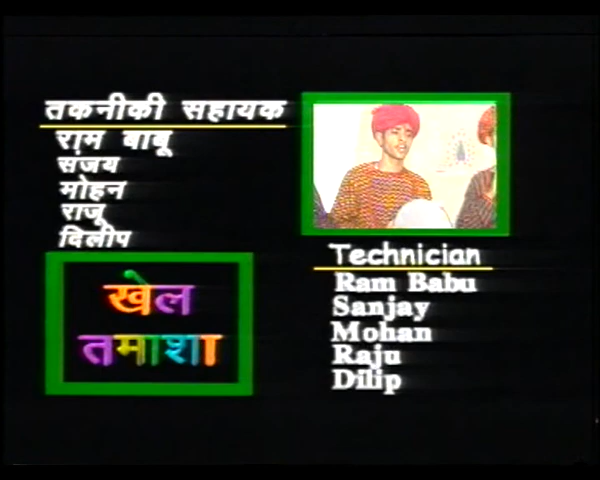 तकनीकी सहायक
राम बाबू
संजय
मोहन
राजू
दिलीप
खेल
तमाशा
Technician
Ram Babu
Sanjay
Mohan
Raju
Dilip